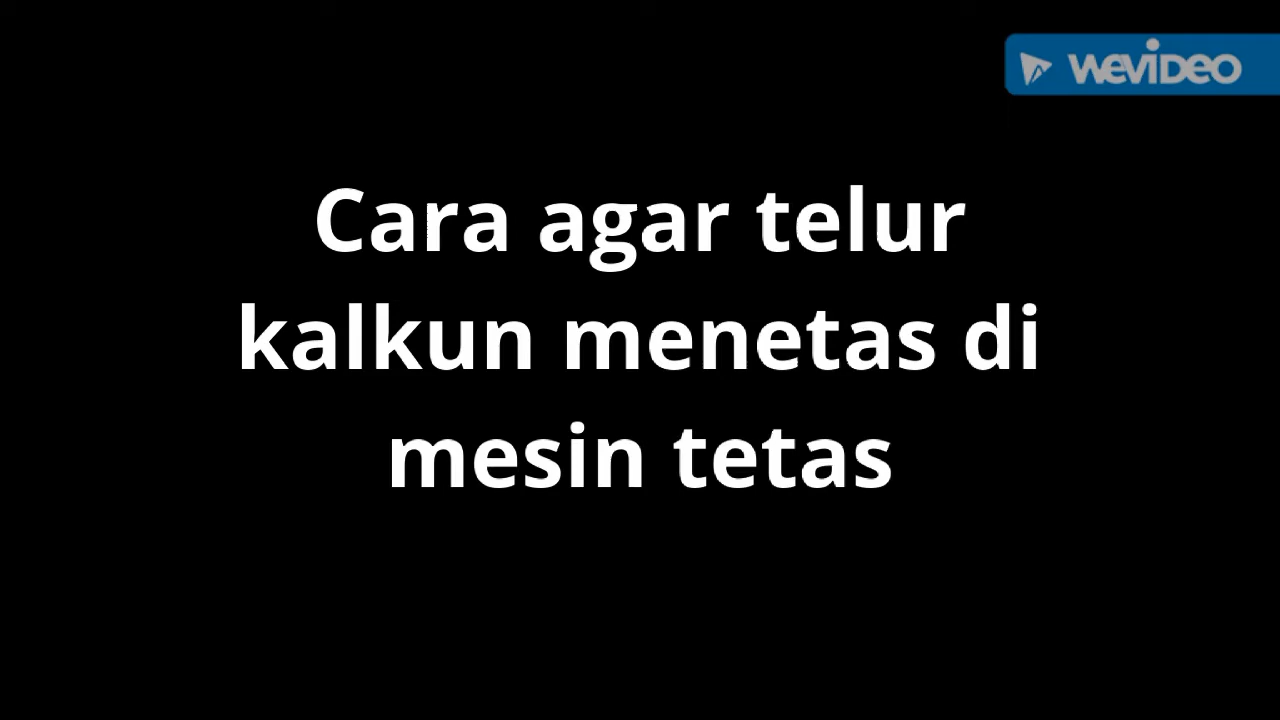 WeVideo
Cara agar telur
kalkun menetas di
mesin tetas